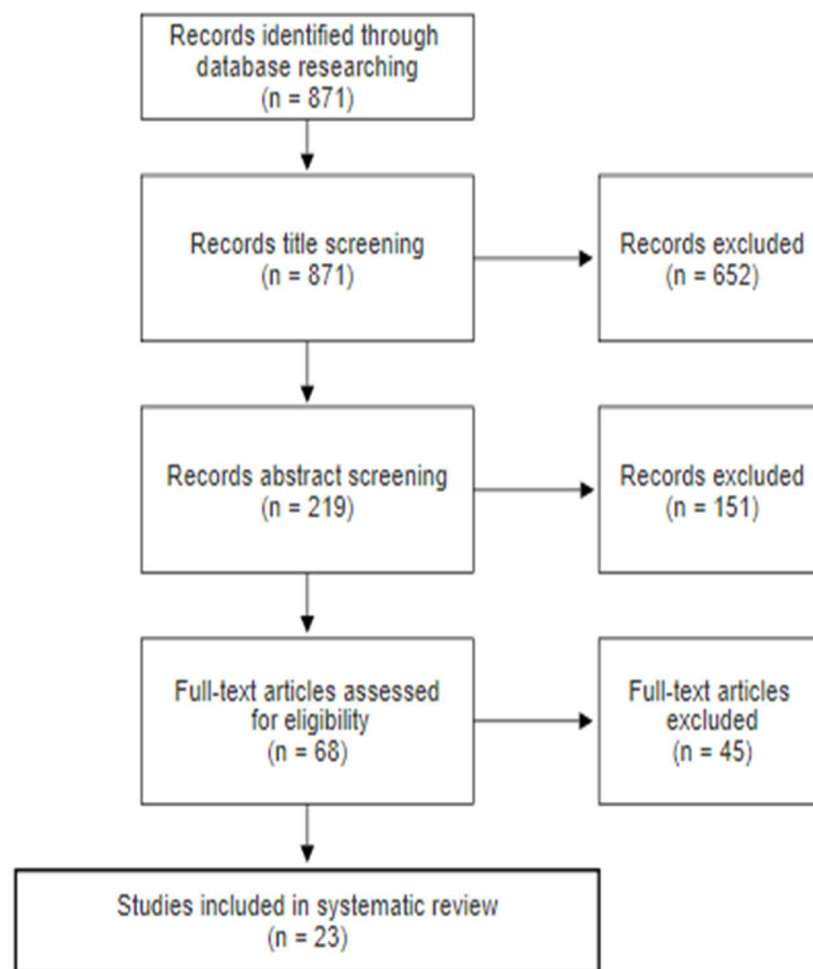 Records identified through
database researching
(n = 871)
Records title screening
(n = 871)
Records excluded
(n = 652)
Records abstract screening
(n = 219)
Records excluded
(n = 151)
Full-text articles assessed
for eligibility
(n = 68)
Full-text articles
excluded
(n = 45)
Studies included in systematic review
(n = 23)